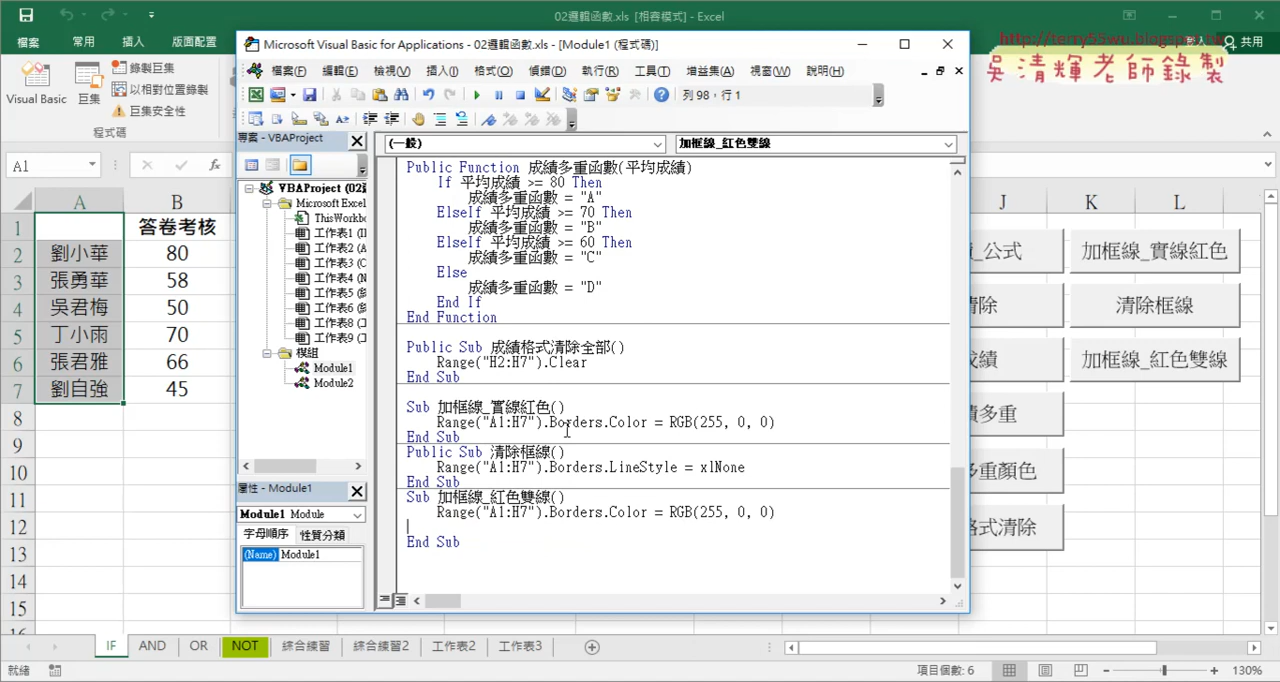 02邏輯函數.xls [相容模式] - Excel
檔案 常用 插入 版面配置
共用
http://terry55wu.blogspot.tw
吳清輝老師錄製
Visual Basic 巨集
錄製巨集
以相對位置錄製
巨集安全性
程式碼
A1
A B J K L
1 答卷考核
2 劉小華 80
3 張勇華 58
4 吳君梅 50
5 丁小雨 70
6 張君雅 66
7 劉自強 45
8
9
10
11
12
13
14
15
加框線_實線紅色
清除框線
加框線_紅色雙線
_公式
清除
成績
多重
多重顏色
格式清除
Microsoft Visual Basic for Applications - 02邏輯函數.xls - [Module1 (程式碼)]
檔案(F) 編輯(E) 檢視(V) 插入(I) 格式(O) 偵錯(D) 執行(R) 工具(T) 增益集(A) 視窗(W) 說明(H)
列 98，行 1
專案 - VBAProject
VBAProject (02
Microsoft Excel
ThisWorkbo
工作表1 (I
工作表2 (A
工作表3 (C
工作表4 (N
工作表5
工作表6
工作表8
工作表9
模組
Module1
Module2
屬性 - Module1
Module1 Module
字母順序 性質分類
(Name) Module1
(一般) 加框線_紅色雙線
Public Function 成績多重函數(平均成績)
If 平均成績 >= 80 Then
成績多重函數 = "A"
ElseIf 平均成績 >= 70 Then
成績多重函數 = "B"
ElseIf 平均成績 >= 60 Then
成績多重函數 = "C"
Else
成績多重函數 = "D"
End If
End Function
Public Sub 成績格式清除全部()
Range("H2:H7").Clear
End Sub
Sub 加框線_實線紅色()
Range("A1:H7").Borders.Color = RGB(255, 0, 0)
End Sub
Public Sub 清除框線()
Range("A1:H7").Borders.LineStyle = xlNone
End Sub
Sub 加框線_紅色雙線()
Range("A1:H7").Borders.Color = RGB(255, 0, 0)
End Sub
IF AND OR NOT 綜合練習 綜合練習2 工作表2 工作表3
就緒 項目個數: 6 130%